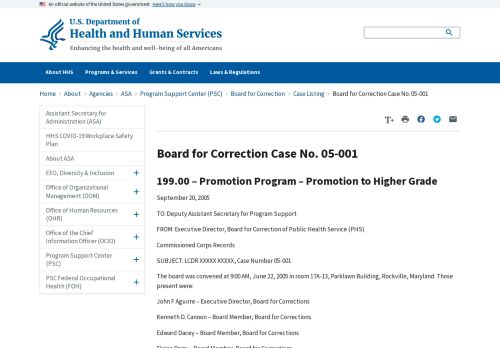 An official website of the United States government Here's how you know
U.S. Department of
Health and Human Services
Enhancing the health and well-being of all Americans
About HHS Programs & Services Grants & Contracts Laws & Regulations
Home › About › Agencies › ASA › Program Support Center (PSC) › Board for Correction › Case Listing › Board for Correction Case No. 05-001
Assistant Secretary for
Administration (ASA)
HHS COVID-19 Workplace Safety
Plan
About ASA
EEO, Diversity & Inclusion +
Office of Organizational
Management (OOM) +
Office of Human Resources
(OHR) +
Office of the Chief
Information Officer (OCIO) +
Program Support Center
(PSC) +
PSC Federal Occupational
Health (FOH) +
T+
Board for Correction Case No. 05-001
199.00 – Promotion Program – Promotion to Higher Grade
September 20, 2005
TO: Deputy Assistant Secretary for Program Support
FROM: Executive Director, Board for Correction of Public Health Service (PHS)
Commissioned Corps Records
SUBJECT: LCDR XXXXX XXXXX, Case Number 05-001
The board was convened at 9:00 AM, June 22, 2005 in room 17A-13, Parklawn Building, Rockville, Maryland. Those
present were:
John F Aguirre – Executive Director, Board for Corrections
Kenneth D. Cannon – Board Member, Board for Corrections
Edward Dacey – Board Member, Board for Corrections